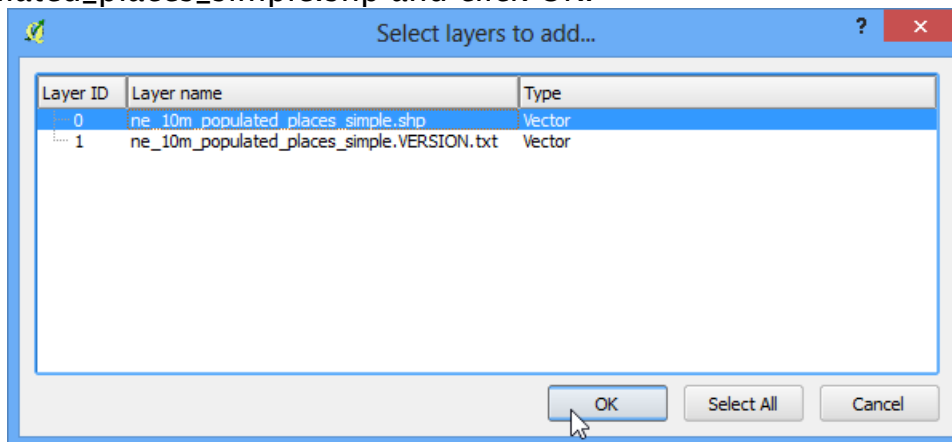 Select layers to add...
? ×
Layer ID Layer name Type
0 ne_10m_populated_places_simple.shp Vector
1 ne_10m_populated_places_simple.VERSION.txt Vector
OK Select All Cancel